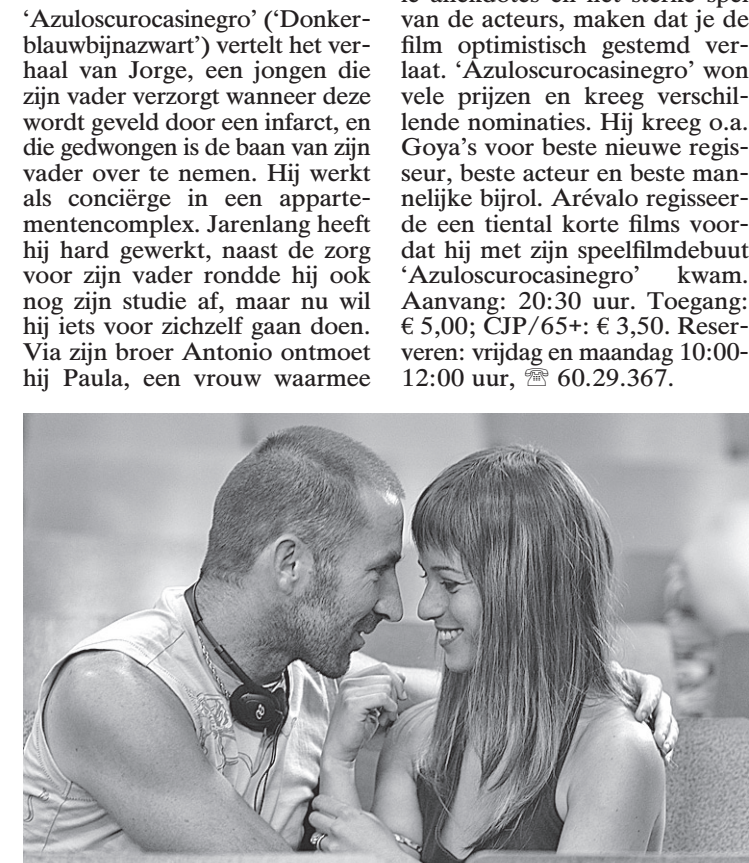 ‘Azuloscurocasinegro’ (‘Donker-
blauwbijnazwart’) vertelt het ver-
haal van Jorge, een jongen die
zijn vader verzorgt wanneer deze
wordt geveld door een infarct, en
die gedwongen is de baan van zijn
vader over te nemen. Hij werkt
als conciërge in een apparte-
mentencomplex. Jarenlang heeft
hij hard gewerkt, naast de zorg
voor zijn vader rondde hij ook
nog zijn studie af, maar nu wil
hij iets voor zichzelf gaan doen.
Via zijn broer Antonio ontmoet
hij Paula, een vrouw waarmee
le anekdotes en het sterke spel
van de acteurs, maken dat je de
film optimistisch gestemd ver-
laat. ‘Azuloscurocasinegro’ won
vele prijzen en kreeg verschil-
lende nominaties. Hij kreeg o.a.
Goya’s voor beste nieuwe regis-
seur, beste acteur en beste man-
nelijke bijrol. Arévalo regisseer-
de een tiental korte films voor-
dat hij met zijn speelfilmdebuut
‘Azuloscurocasinegro’ kwam.
Aanvang: 20:30 uur. Toegang:
€ 5,00; CJP/65+: € 3,50. Reser-
veren: vrijdag en maandag 10:00-
12:00 uur, ☏ 60.29.367.